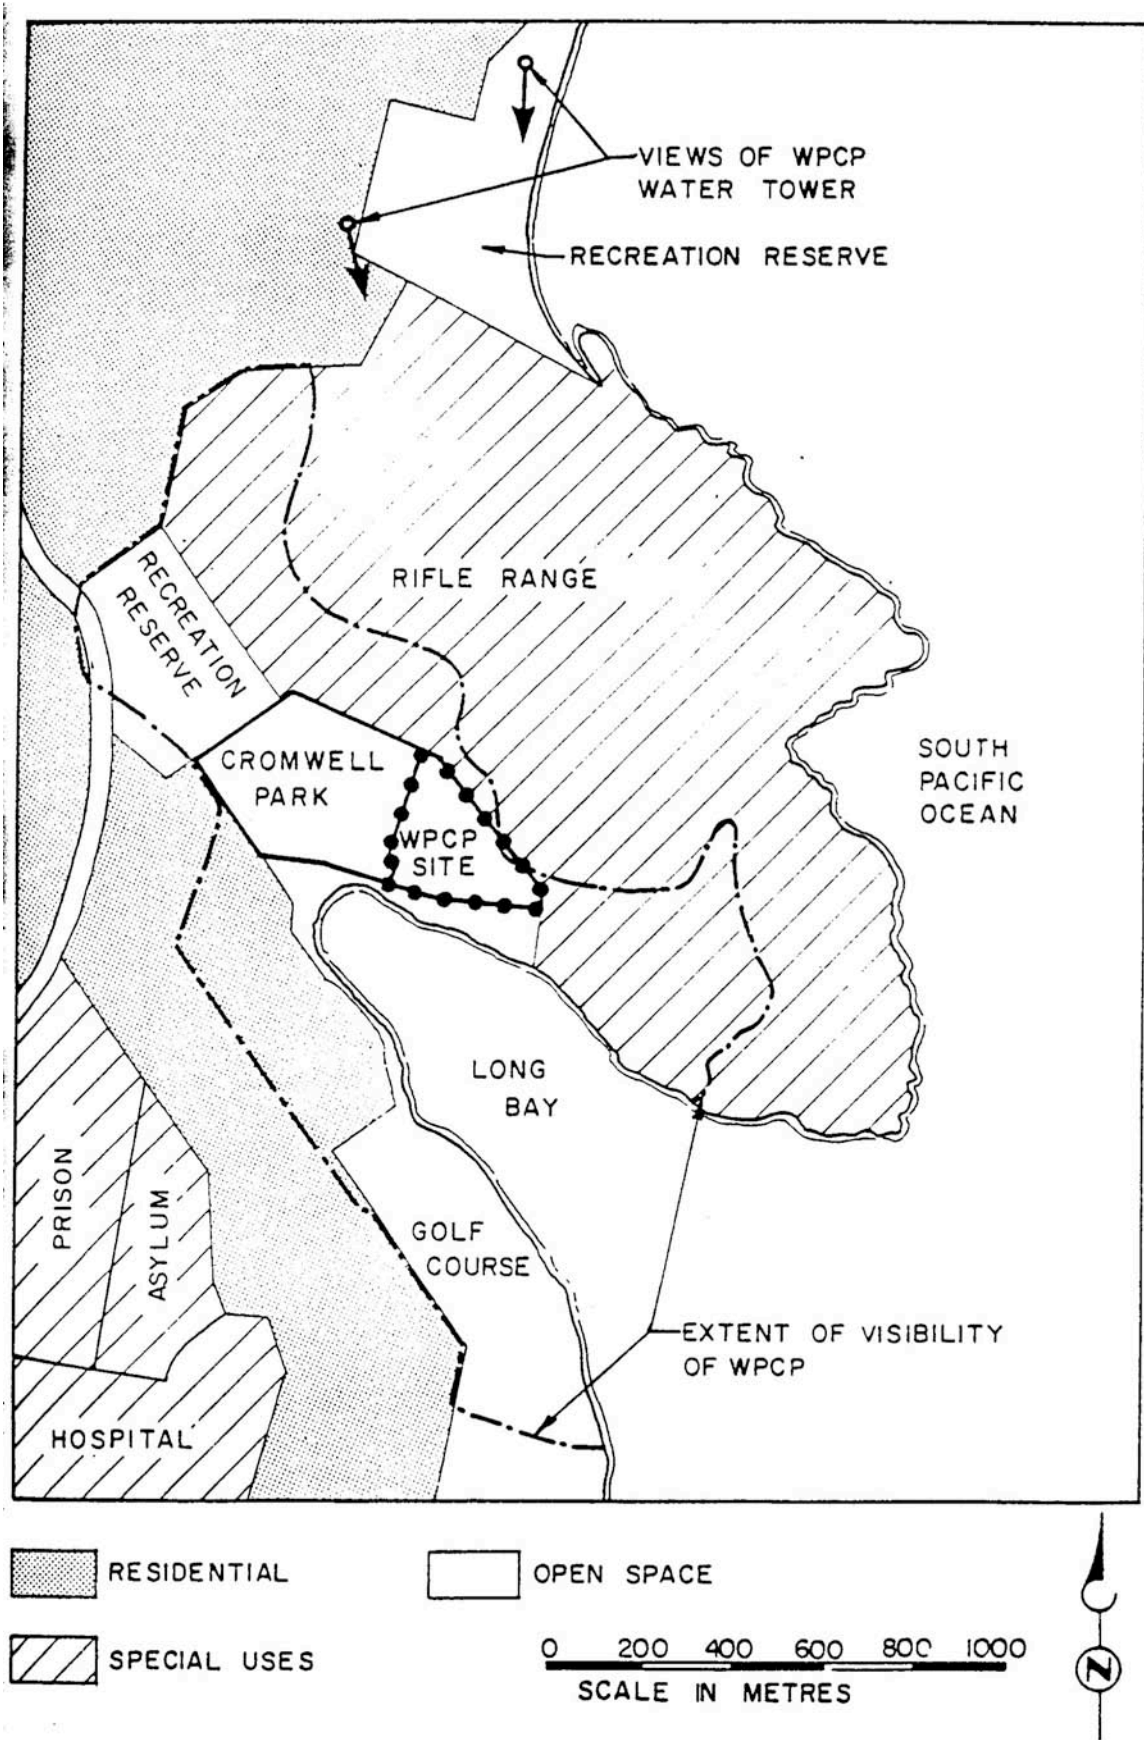 VIEWS OF WPCP
WATER TOWER
RECREATION RESERVE
RIFLE RANGE
RECREATION
RESERVE
CROMWELL
PARK
WPCP
SITE
SOUTH
PACIFIC
OCEAN
LONG
BAY
PRISON
ASYLUM
GOLF
COURSE
EXTENT OF VISIBILITY
OF WPCP
HOSPITAL
RESIDENTIAL
OPEN SPACE
SPECIAL USES
0 200 400 600 800 1000
SCALE IN METRES
N